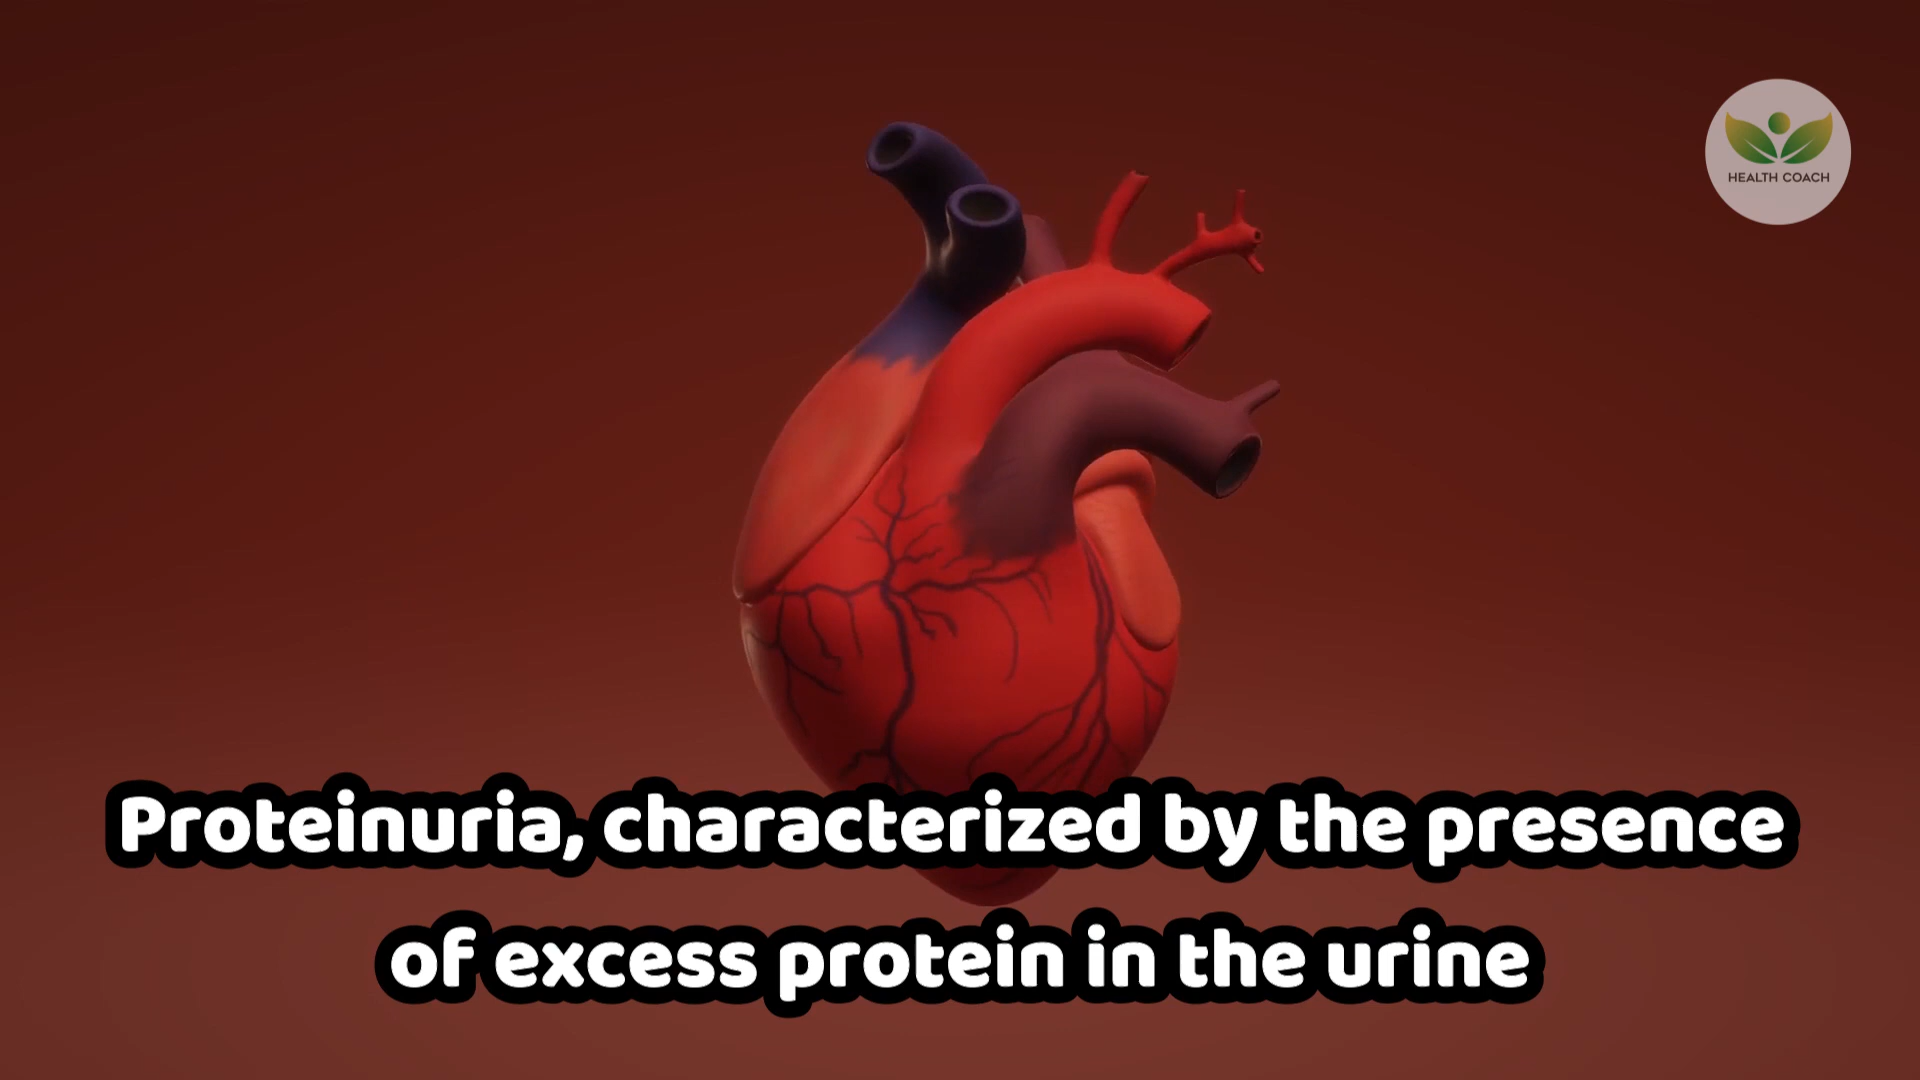 HEALTH COACH
Proteinuria, characterized by the presence
of excess protein in the urine